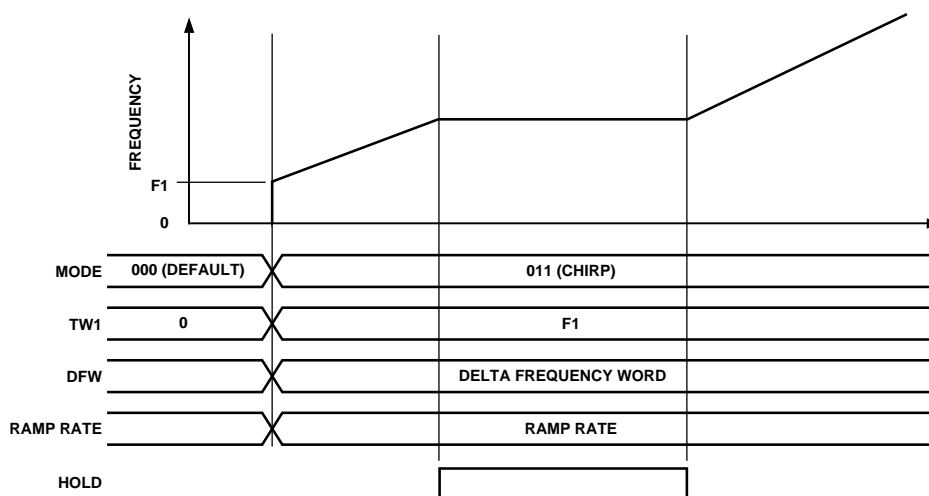 FREQUENCY
F1
0
MODE 000 (DEFAULT) 011 (CHIRP)
TW1 0 F1
DFW DELTA FREQUENCY WORD
RAMP RATE RAMP RATE
HOLD